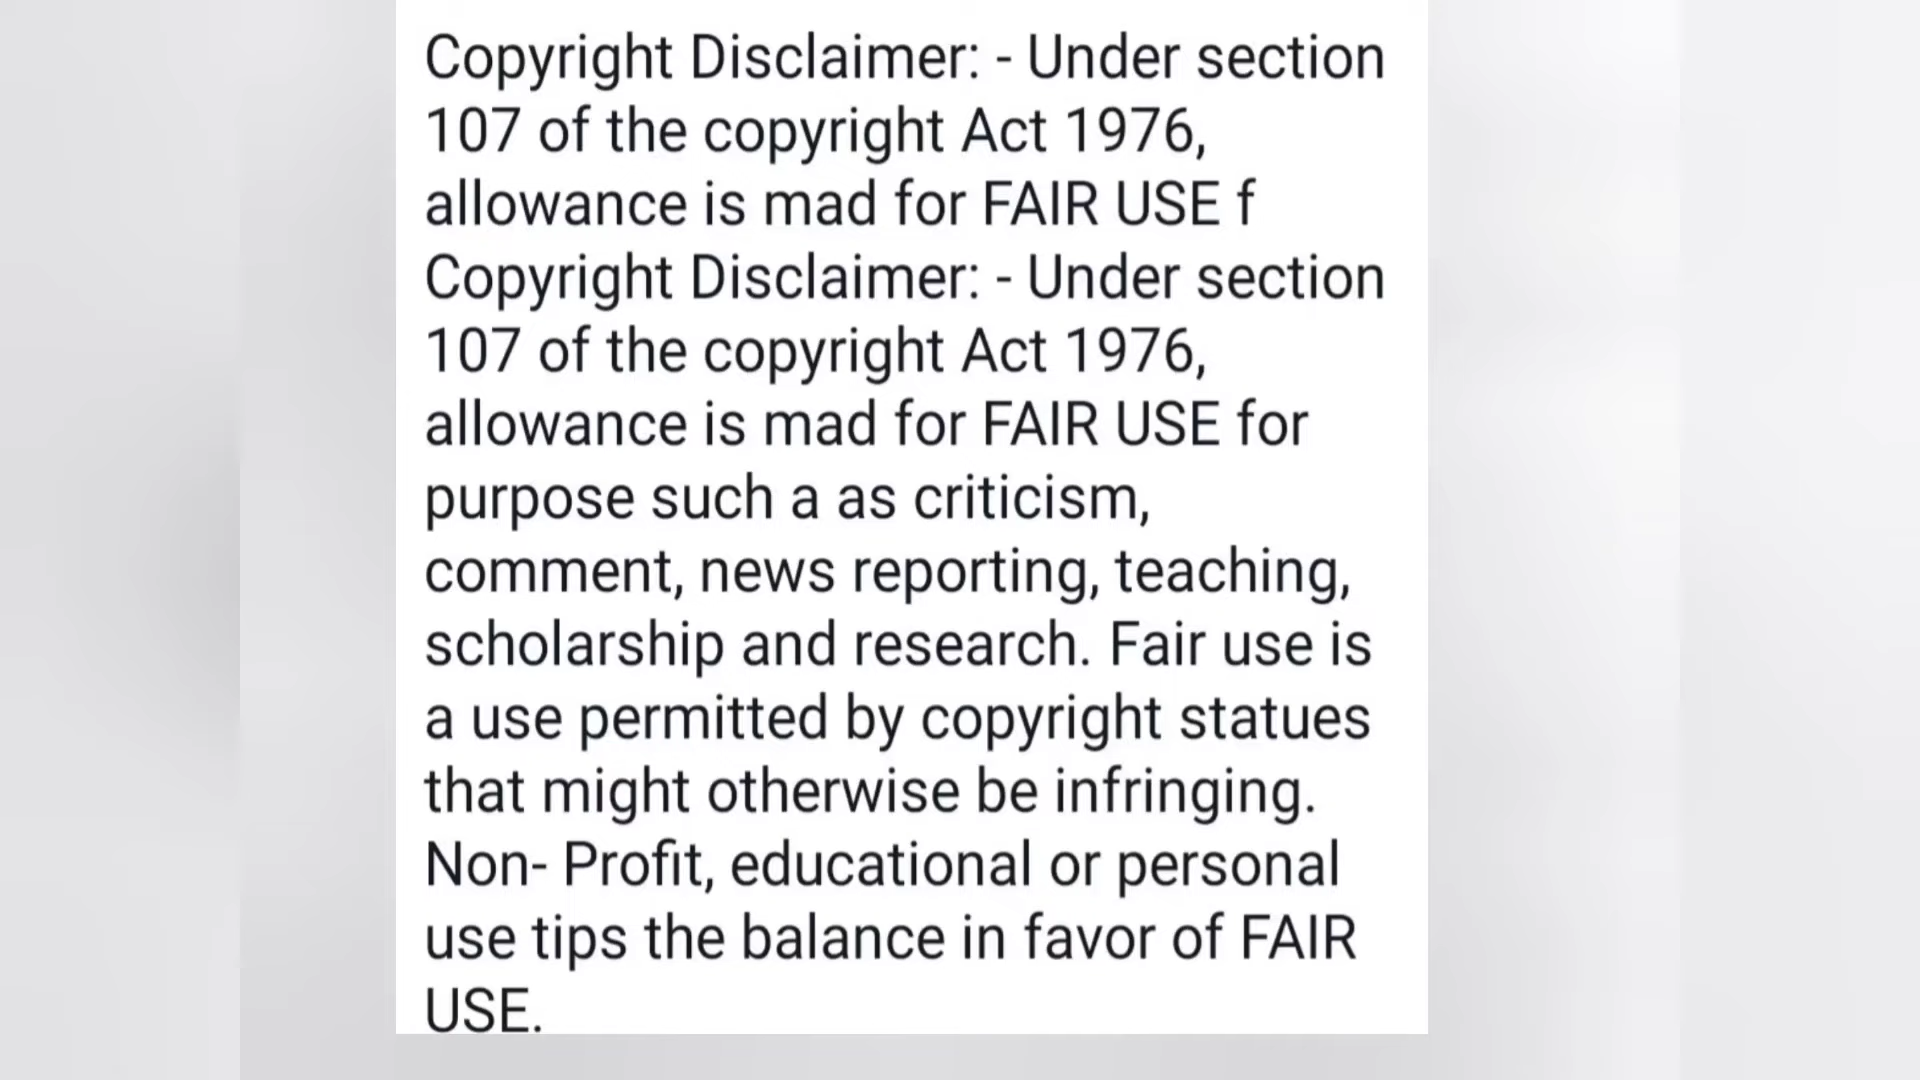 Copyright Disclaimer: - Under section
107 of the copyright Act 1976,
allowance is mad for FAIR USE f
Copyright Disclaimer: - Under section
107 of the copyright Act 1976,
allowance is mad for FAIR USE for
purpose such a as criticism,
comment, news reporting, teaching,
scholarship and research. Fair use is
a use permitted by copyright statues
that might otherwise be infringing.
Non- Profit, educational or personal
use tips the balance in favor of FAIR
USE.